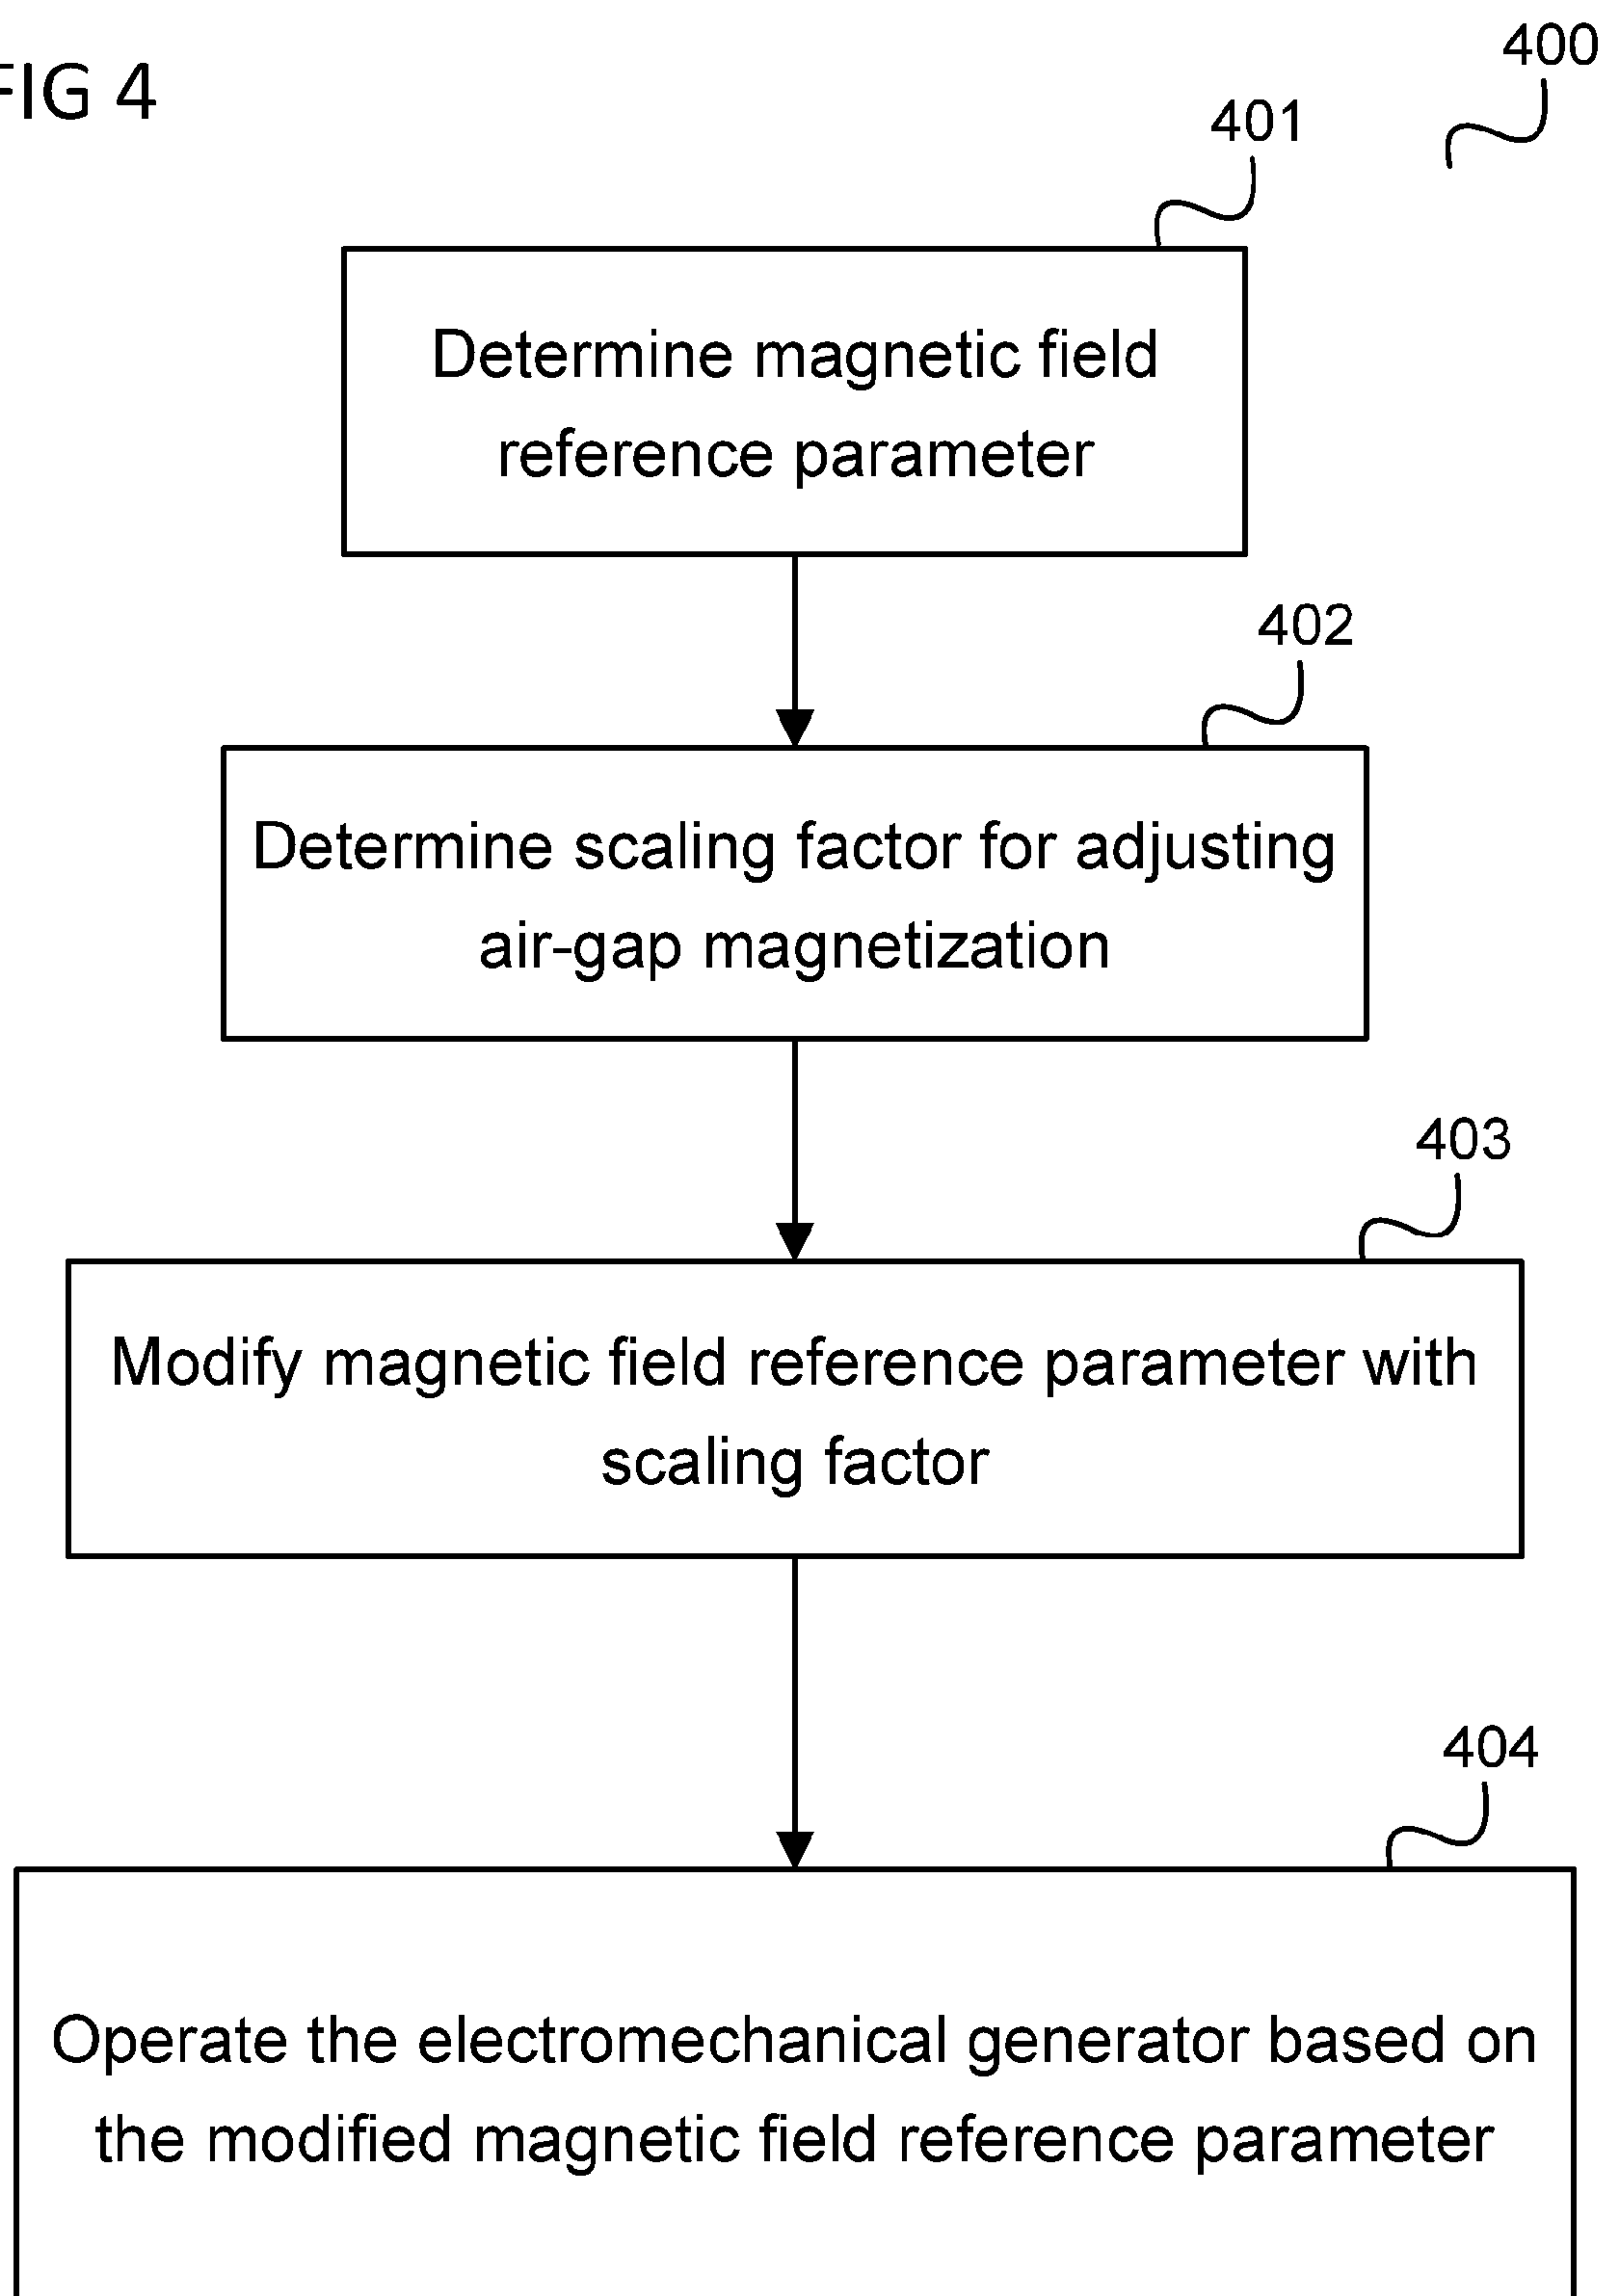 FIG 4
400
401
Determine magnetic field
reference parameter
402
Determine scaling factor for adjusting
air-gap magnetization
403
Modify magnetic field reference parameter with
scaling factor
404
Operate the electromechanical generator based on
the modified magnetic field reference parameter